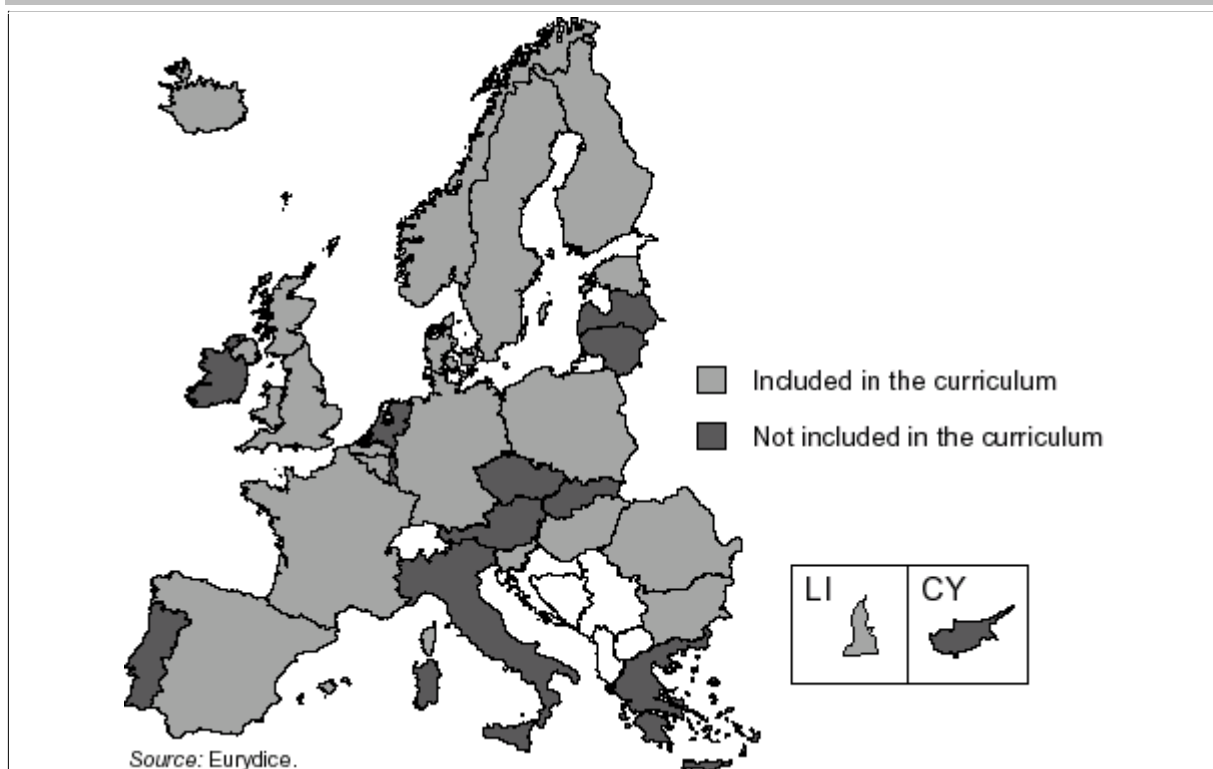 Included in the curriculum
Not included in the curriculum
LI CY
Source: Eurydice.